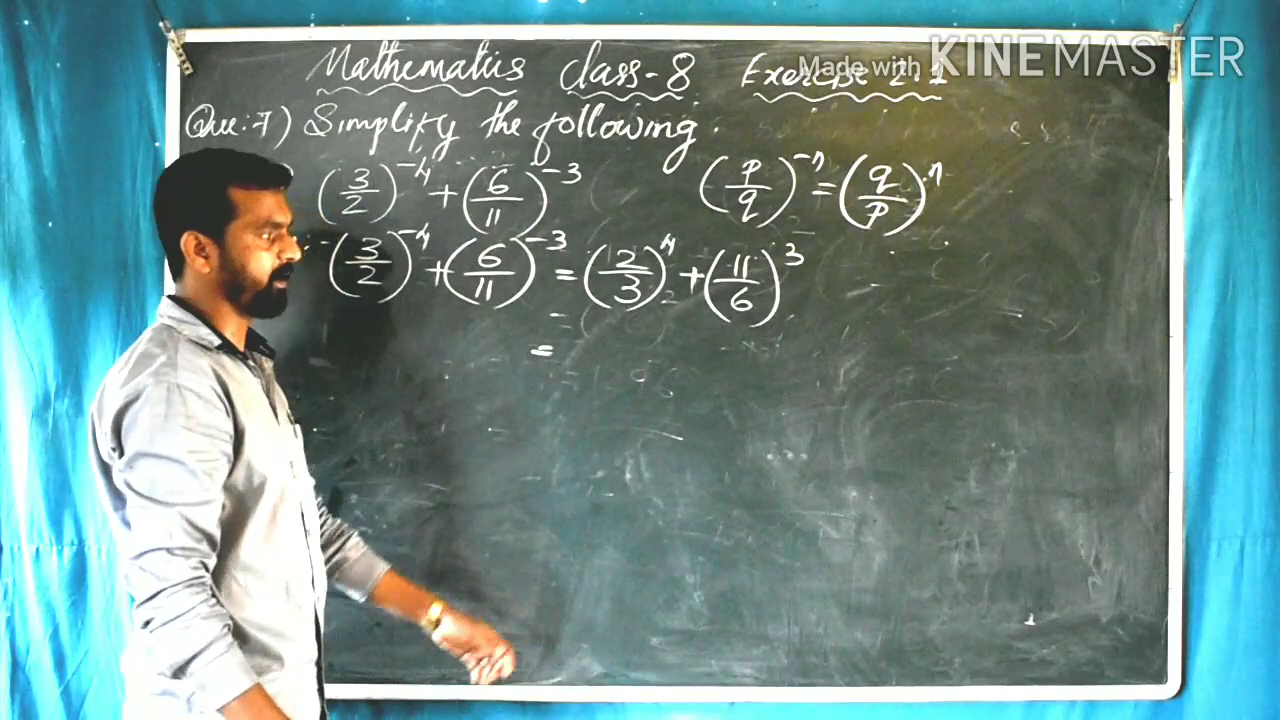 Mathematics Class-8 Exercise 2.1
Made with KINEMASTER
Que:-7) Simplify the following.
(3/2)^-4 + (6/11)^-3 (p/q)^-n = (q/p)^n
(3/2)^-4 + (6/11)^-3 = (2/3)^4 + (11/6)^3
=